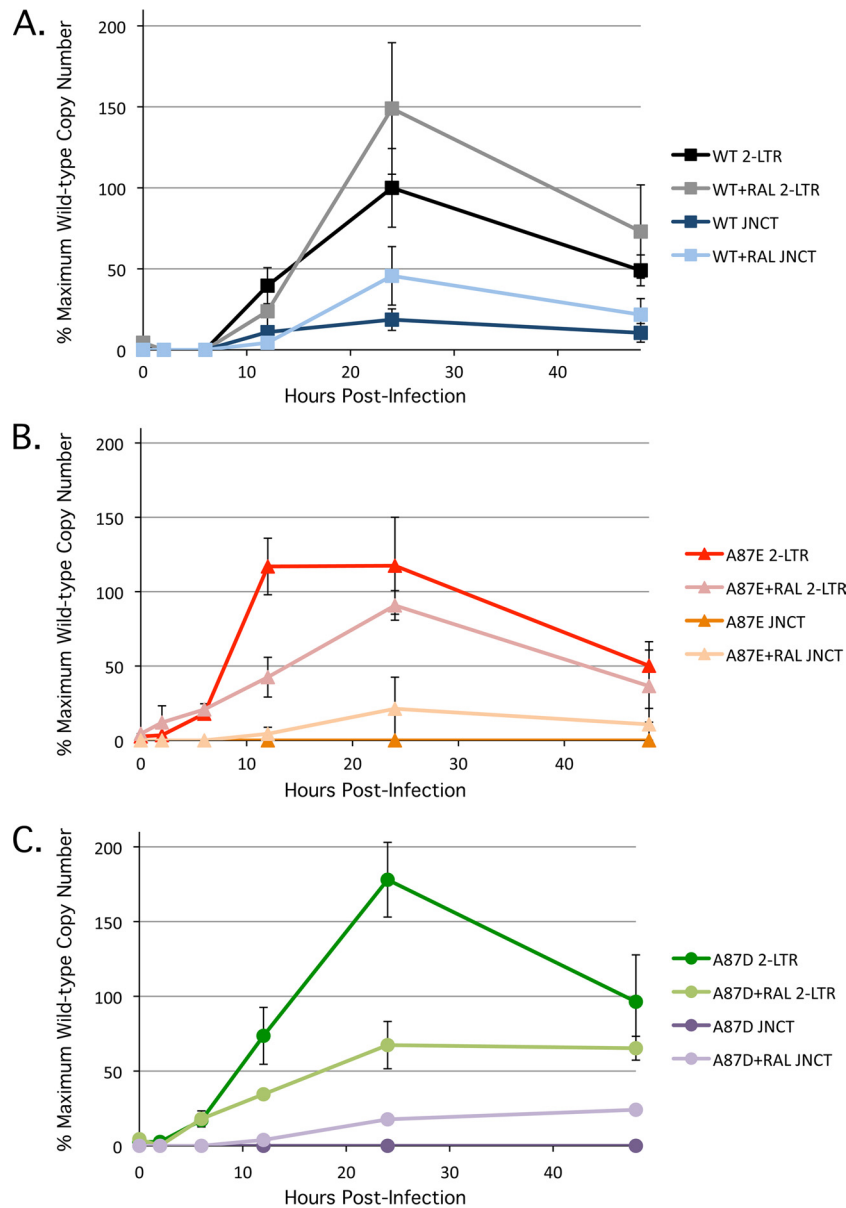 A.
% Maximum Wild-type Copy Number
200
150
100
50
0
0 10 20 30 40
Hours Post-Infection
WT 2-LTR
WT+RAL 2-LTR
WT JNCT
WT+RAL JNCT
B.
% Maximum Wild-type Copy Number
200
150
100
50
0
0 10 20 30 40
Hours Post-Infection
A87E 2-LTR
A87E+RAL 2-LTR
A87E JNCT
A87E+RAL JNCT
C.
% Maximum Wild-type Copy Number
200
150
100
50
0
0 10 20 30 40
Hours Post-Infection
A87D 2-LTR
A87D+RAL 2-LTR
A87D JNCT
A87D+RAL JNCT